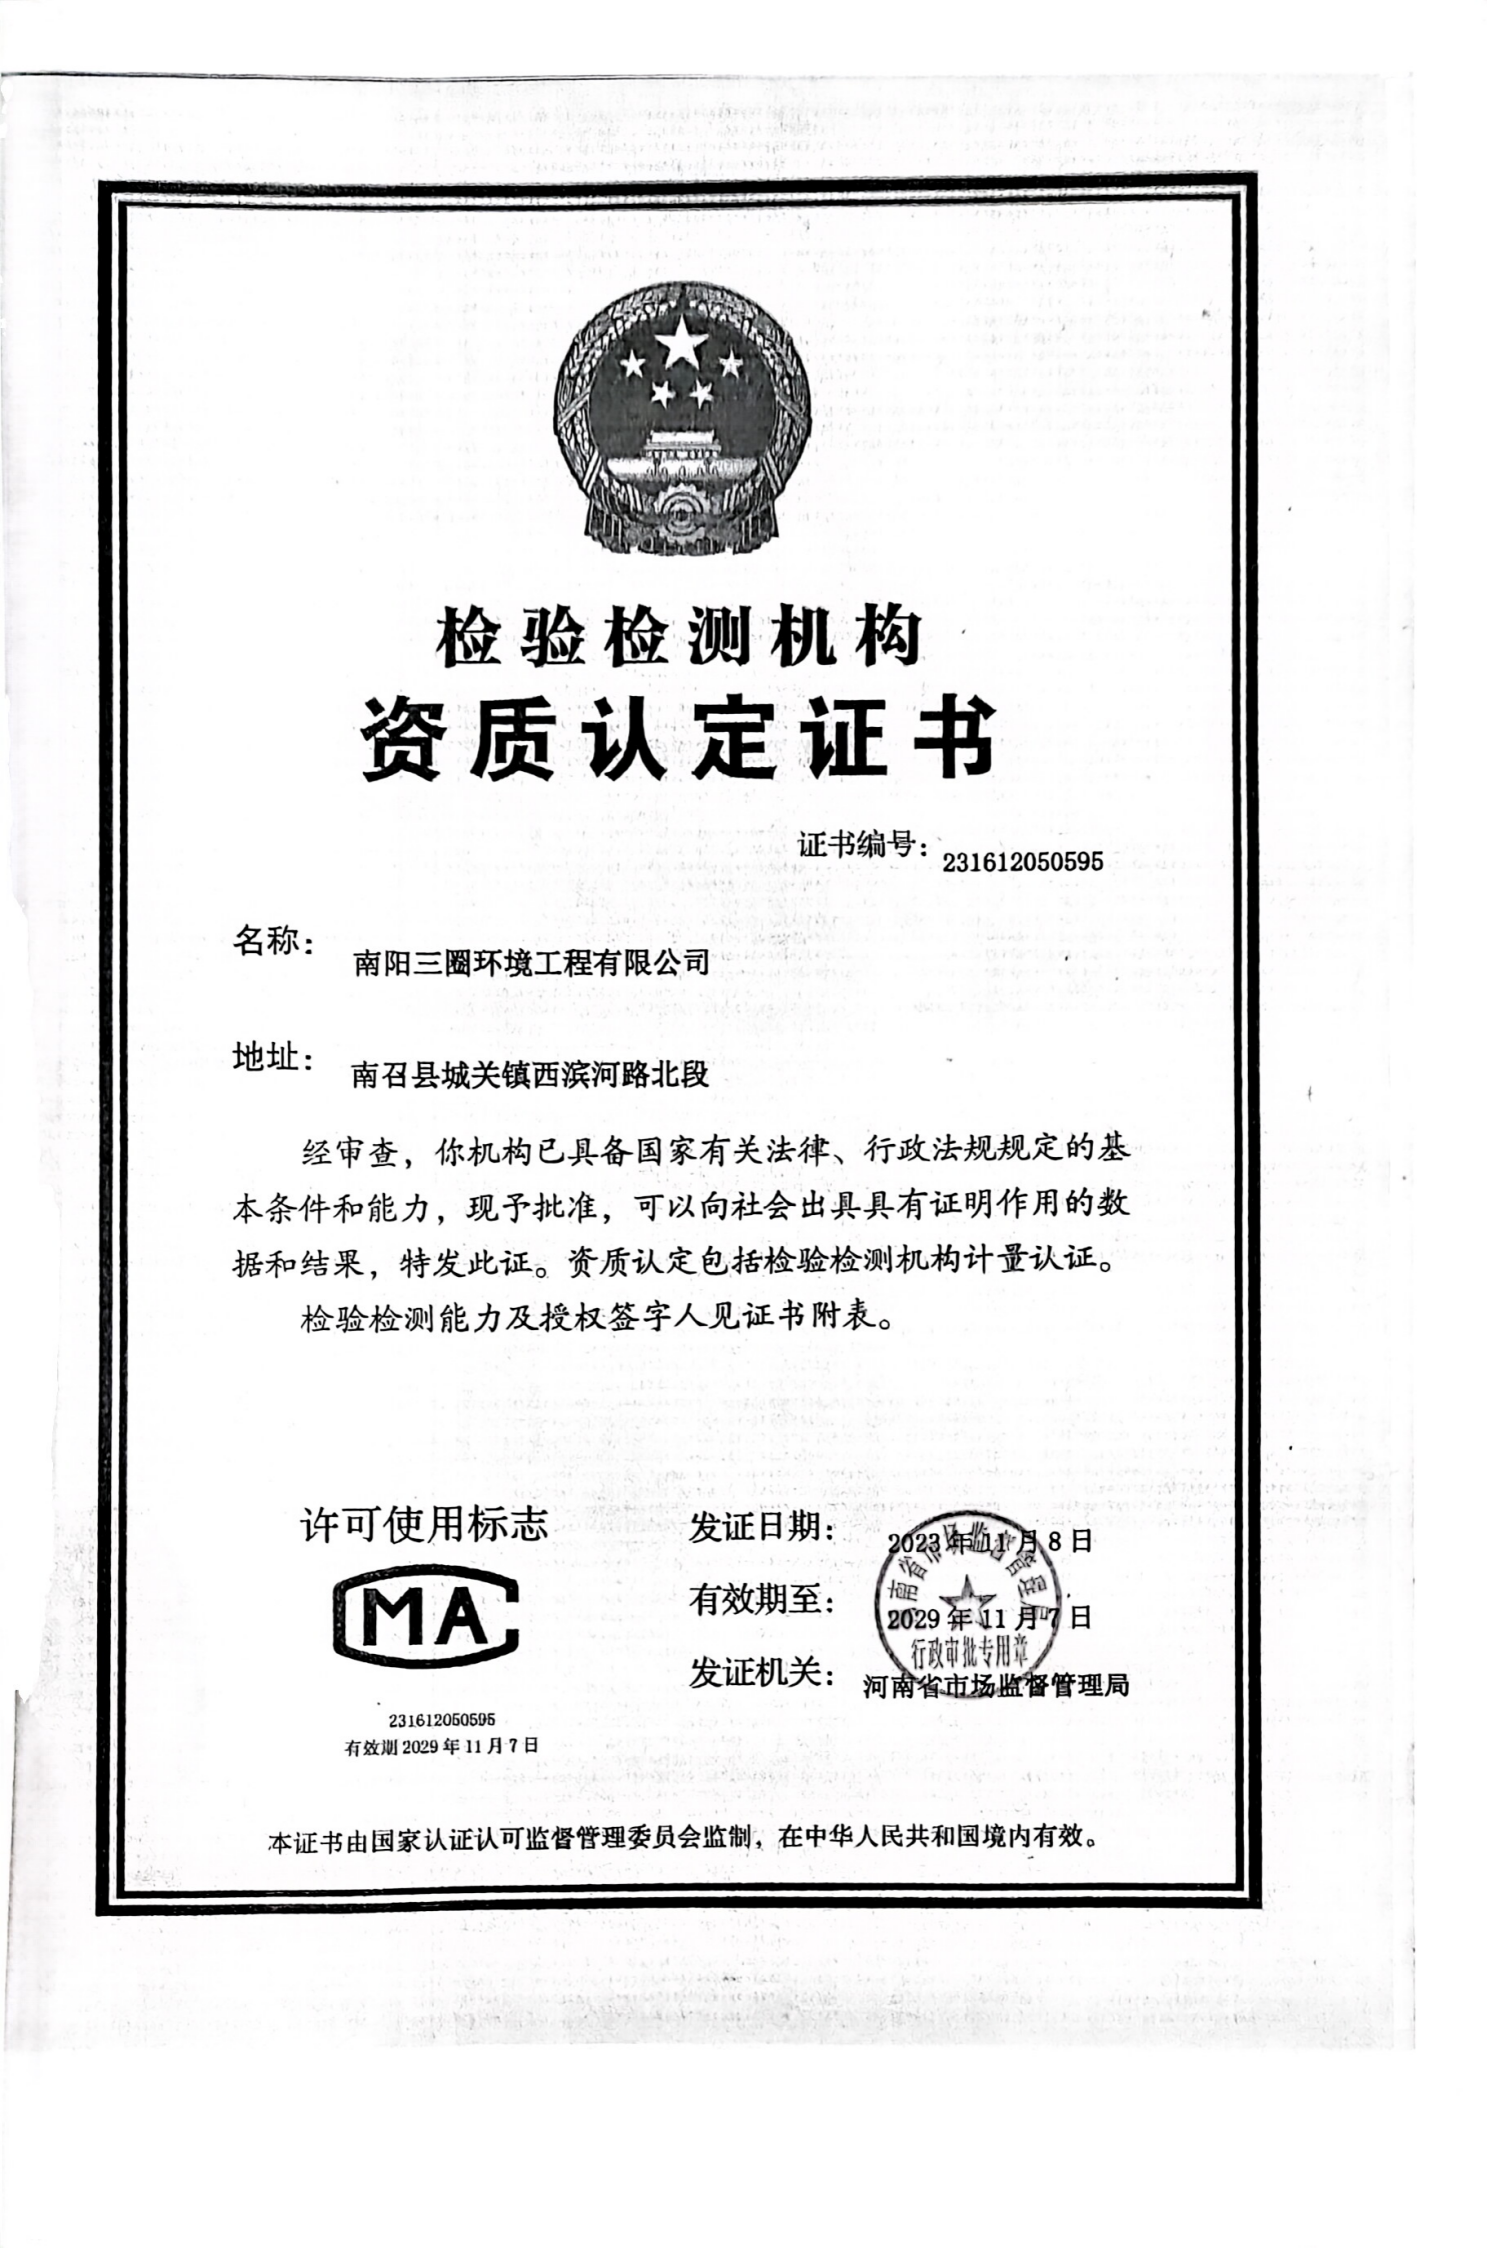 检验检测机构
资质认定证书
证书编号：231612050595
名称：南阳三圈环境工程有限公司
地址：南召县城关镇西滨河路北段
经审查，你机构已具备国家有关法律、行政法规规定的基
本条件和能力，现予批准，可以向社会出具具有证明作用的数
据和结果，特发此证。资质认定包括检验检测机构计量认证。
检验检测能力及授权签字人见证书附表。
许可使用标志
MA
231612050595
有效期2029年11月7日
发证日期：2023年11月8日
有效期至：2029年11月7日
发证机关：河南省市场监督管理局
河南省市场监督管理局
行政审批专用章
本证书由国家认证认可监督管理委员会监制，在中华人民共和国境内有效。